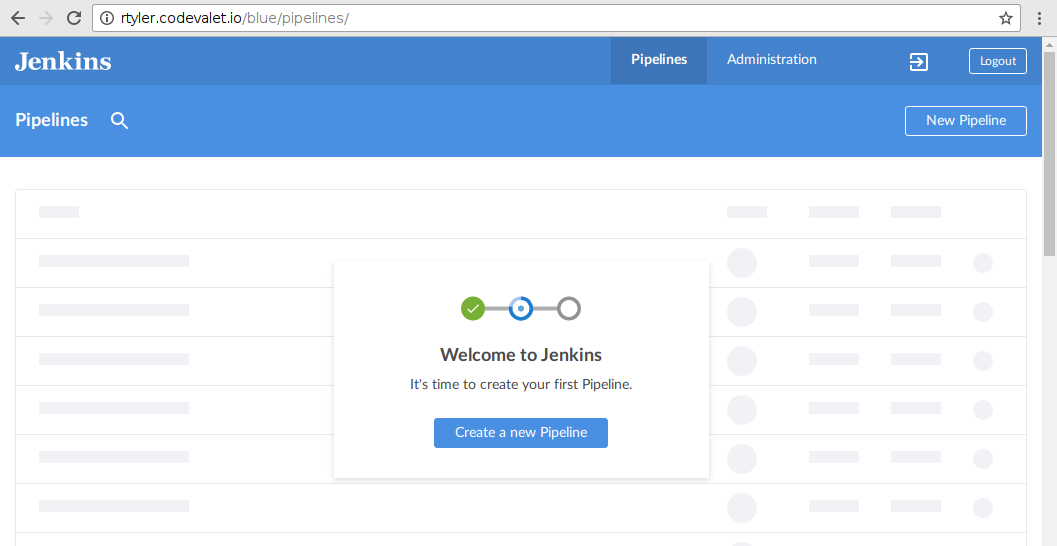 rtyler.codevalet.io/blue/pipelines/
Jenkins
Pipelines
Administration
Logout
Pipelines
New Pipeline
Welcome to Jenkins
It's time to create your first Pipeline.
Create a new Pipeline